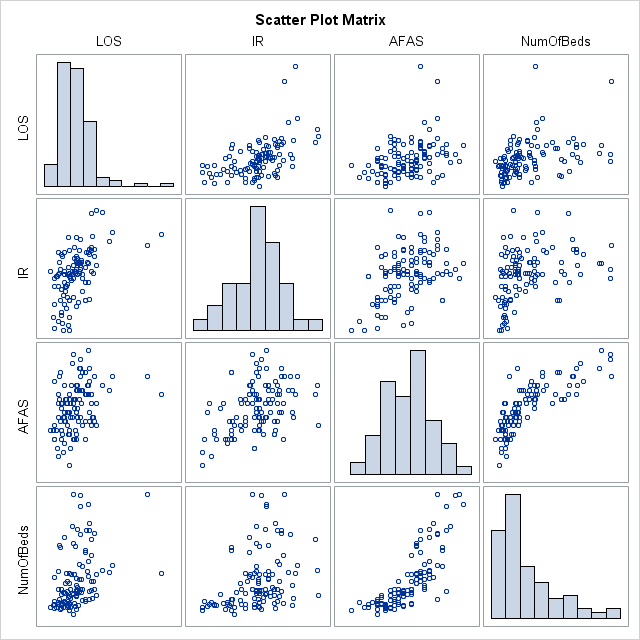 Scatter Plot Matrix
LOS IR AFAS NumOfBeds
LOS
IR
AFAS
NumOfBeds